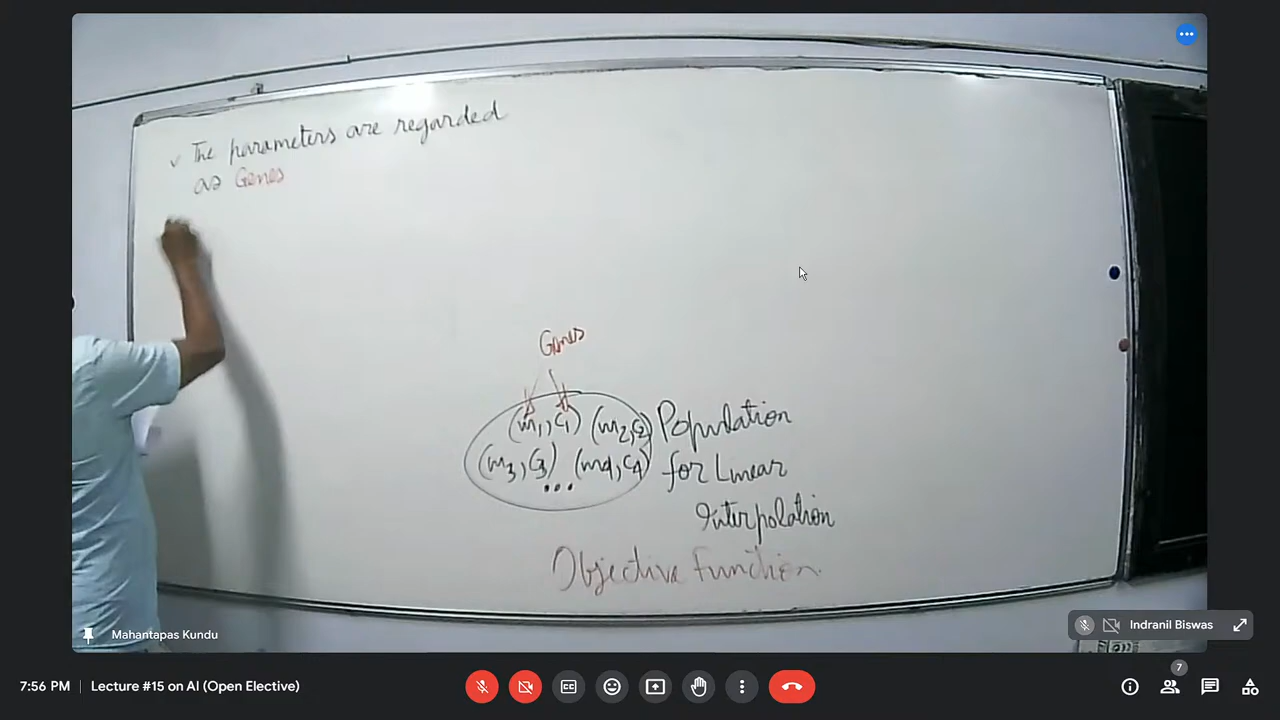 ✓ The parameters are regarded
as Genes
Genes
(m1, C1) (m2, C2) Population
(m3, C3) (m4, C4) for Linear
...
Interpolation
Objective Function.
Mahantapas Kundu
Indranil Biswas
7:56 PM | Lecture #15 on AI (Open Elective)
7